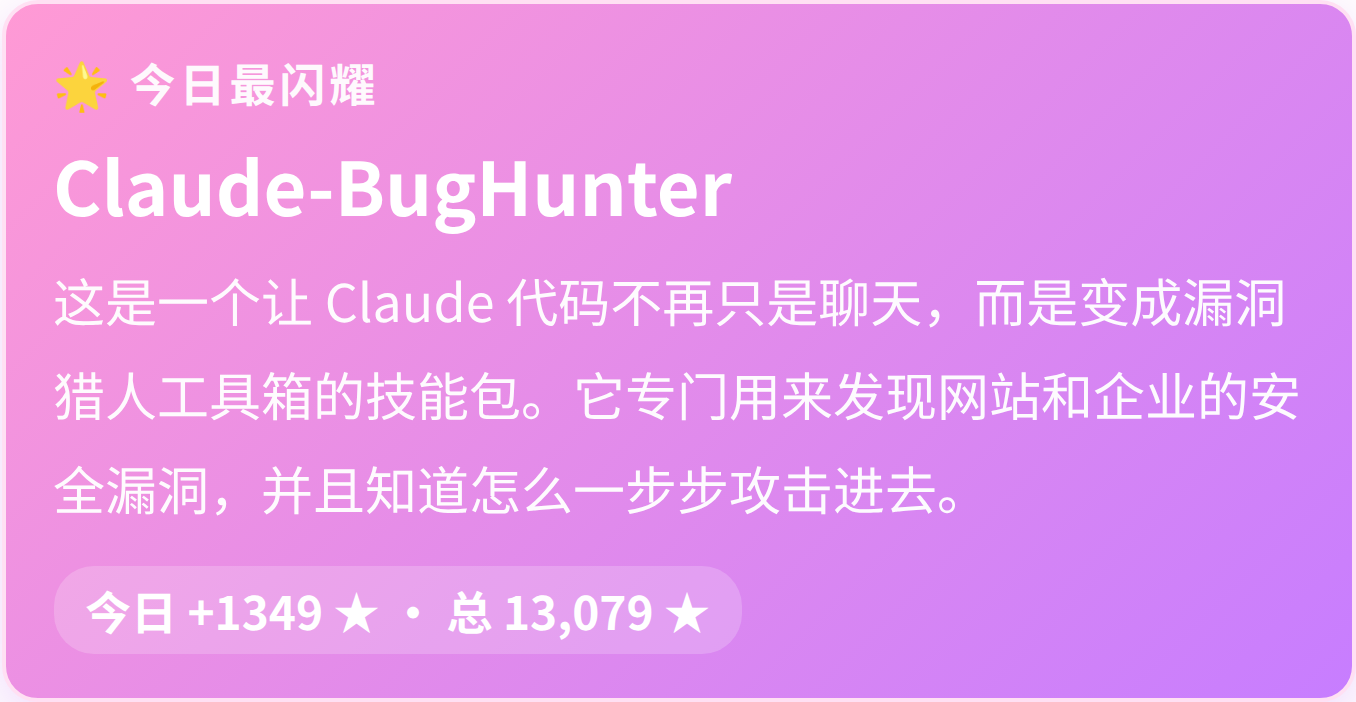 🌟 今日最闪耀
Claude-BugHunter
这是一个让 Claude 代码不再只是聊天，而是变成漏洞
猎人工具箱的技能包。它专门用来发现网站和企业的安
全漏洞，并且知道怎么一步步攻击进去。
今日 +1349 ★ · 总 13,079 ★